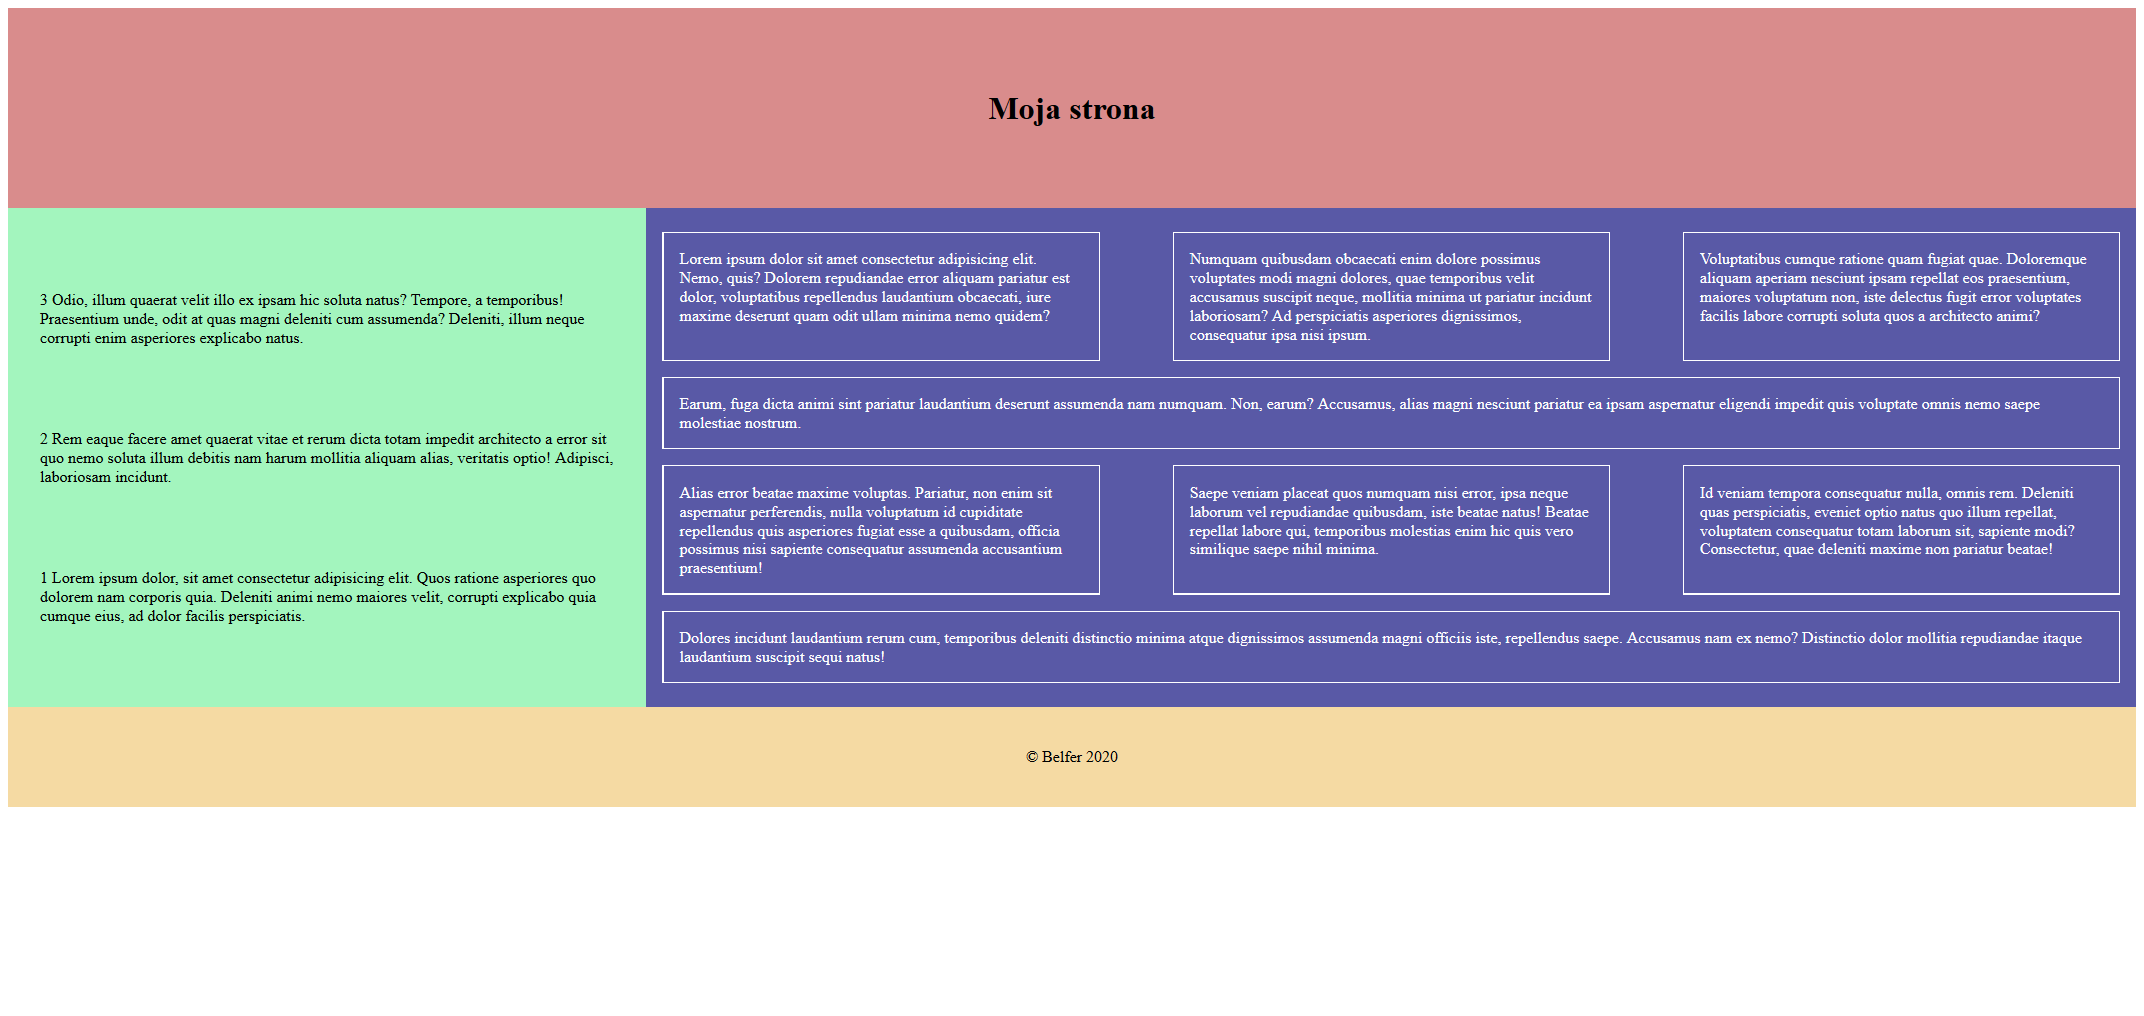 Moja strona
3 Odio, illum quaerat velit illo ex ipsam hic soluta natus? Tempore, a temporibus!
Praesentium unde, odit at quas magni deleniti cum assumenda? Deleniti, illum neque
corrupti enim asperiores explicabo natus.
2 Rem eaque facere amet quaerat vitae et rerum dicta totam impedit architecto a error sit
quo nemo soluta illum debitis nam harum mollitia aliquam alias, veritatis optio! Adipisci,
laboriosam incidunt.
1 Lorem ipsum dolor, sit amet consectetur adipisicing elit. Quos ratione asperiores quo
dolorem nam corporis quia. Deleniti animi nemo maiores velit, corrupti explicabo quia
cumque eius, ad dolor facilis perspiciatis.
Lorem ipsum dolor sit amet consectetur adipisicing elit.
Nemo, quis? Dolorem repudiandae error aliquam pariatur est
dolor, voluptatibus repellendus laudantium obcaecati, iure
maxime deserunt quam odit ullam minima nemo quidem?
Numquam quibusdam obcaecati enim dolore possimus
voluptates modi magni dolores, quae temporibus velit
accusamus suscipit neque, mollitia minima ut pariatur incidunt
laboriosam? Ad perspiciatis asperiores dignissimos,
consequatur ipsa nisi ipsum.
Voluptatibus cumque ratione quam fugiat quae. Doloremque
aliquam aperiam nesciunt ipsam repellat eos praesentium,
maiores voluptatum non, iste delectus fugit error voluptates
facilis labore corrupti soluta quos a architecto animi?
Earum, fuga dicta animi sint pariatur laudantium deserunt assumenda nam numquam. Non, earum? Accusamus, alias magni nesciunt pariatur ea ipsam aspernatur eligendi impedit quis voluptate omnis nemo saepe
molestiae nostrum.
Alias error beatae maxime voluptas. Pariatur, non enim sit
aspernatur perferendis, nulla voluptatum id cupiditate
repellendus quis asperiores fugiat esse a quibusdam, officia
possimus nisi sapiente consequatur assumenda accusantium
praesentium!
Saepe veniam placeat quos numquam nisi error, ipsa neque
laborum vel repudiandae quibusdam, iste beatae natus! Beatae
repellat labore qui, temporibus molestias enim hic quis vero
similique saepe nihil minima.
Id veniam tempora consequatur nulla, omnis rem. Deleniti
quas perspiciatis, eveniet optio natus quo illum repellat,
voluptatem consequatur totam laborum sit, sapiente modi?
Consectetur, quae deleniti maxime non pariatur beatae!
Dolores incidunt laudantium rerum cum, temporibus deleniti distinctio minima atque dignissimos assumenda magni officiis iste, repellendus saepe. Accusamus nam ex nemo? Distinctio dolor mollitia repudiandae itaque
laudantium suscipit sequi natus!
© Belfer 2020